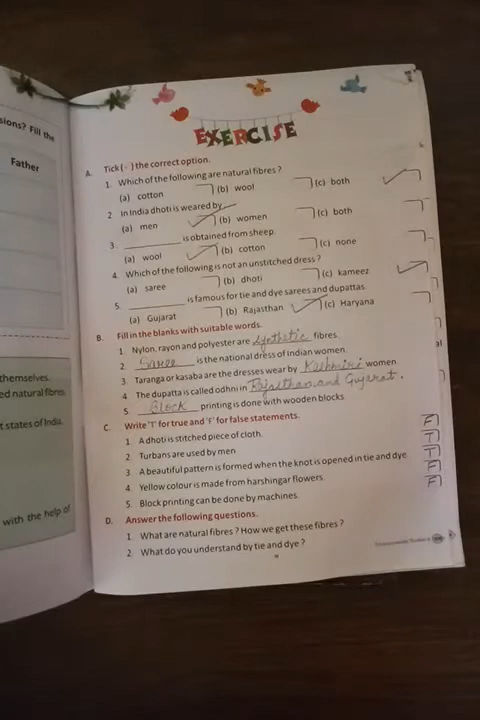 sions? Fill the
Father
themselves.
ed natural fibres
t states of India.
with the help of
EXERCISE
A. Tick ( ) the correct option.
1. Which of the following are natural fibres ?
(a) cotton (b) wool (c) both
2 In India dhoti is weared by
(a) men (b) women (c) both
3. __________ is obtained from sheep.
(a) wool (b) cotton (c) none
4. Which of the following is not an unstitched dress ?
(a) saree (b) dhoti (c) kameez
5. __________ is famous for tie and dye sarees and dupattas.
(a) Gujarat (b) Rajasthan (c) Haryana
B. Fill in the blanks with suitable words.
1 Nylon, rayon and polyester are Synthetic fibres.
2 Saree is the national dress of Indian women.
3 Taranga or kasaba are the dresses wear by Kashmiri women.
4 The dupatta is called odhni in Rajasthan and Gujarat.
5 Block printing is done with wooden blocks.
C. Write 'T' for true and 'F' for false statements.
1 A dhoti is stitched piece of cloth. F
2 Turbans are used by men. T
3 A beautiful pattern is formed when the knot is opened in tie and dye. T
4 Yellow colour is made from harshingar flowers. F
5. Block printing can be done by machines. F
D. Answer the following questions.
1. What are natural fibres ? How we get these fibres ?
2. What do you understand by tie and dye ?